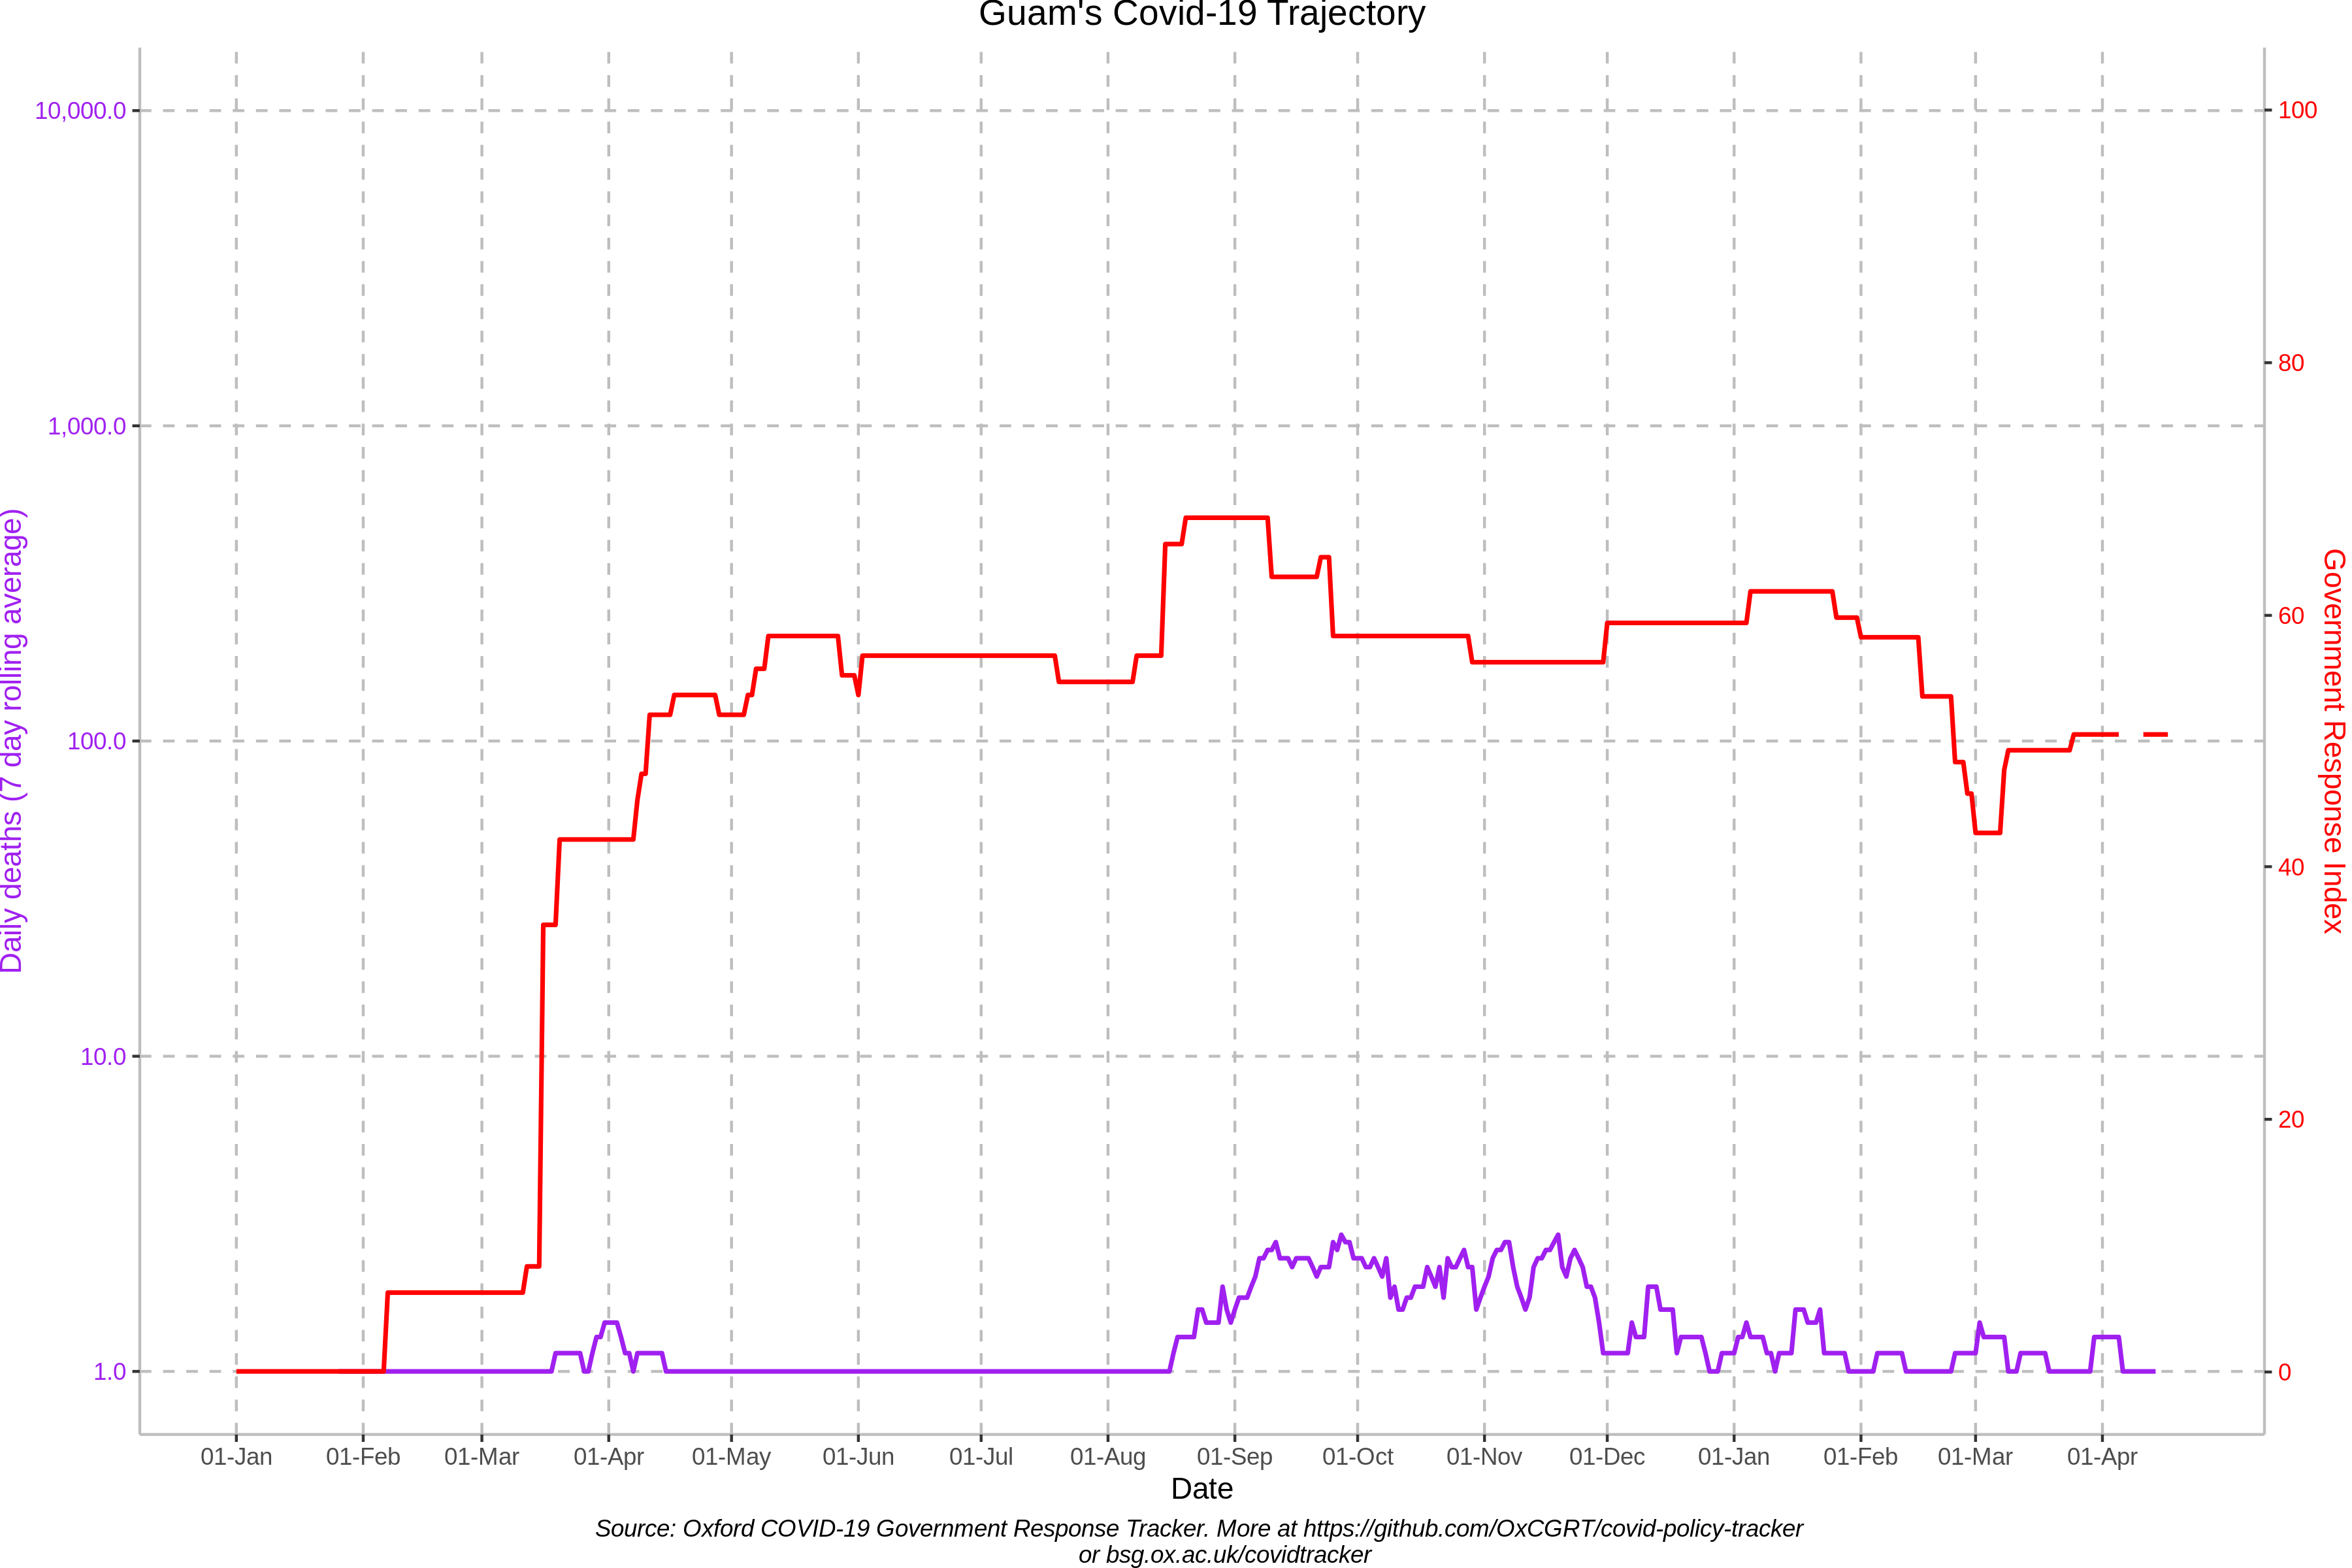 Guam's Covid-19 Trajectory
10,000.0
1,000.0
100.0
10.0
1.0
Daily deaths (7 day rolling average)
100
80
60
40
20
0
Government Response Index
01-Jan 01-Feb 01-Mar 01-Apr 01-May 01-Jun 01-Jul 01-Aug 01-Sep 01-Oct 01-Nov 01-Dec 01-Jan 01-Feb 01-Mar 01-Apr
Date
Source: Oxford COVID-19 Government Response Tracker. More at https://github.com/OxCGRT/covid-policy-tracker
or bsg.ox.ac.uk/covidtracker